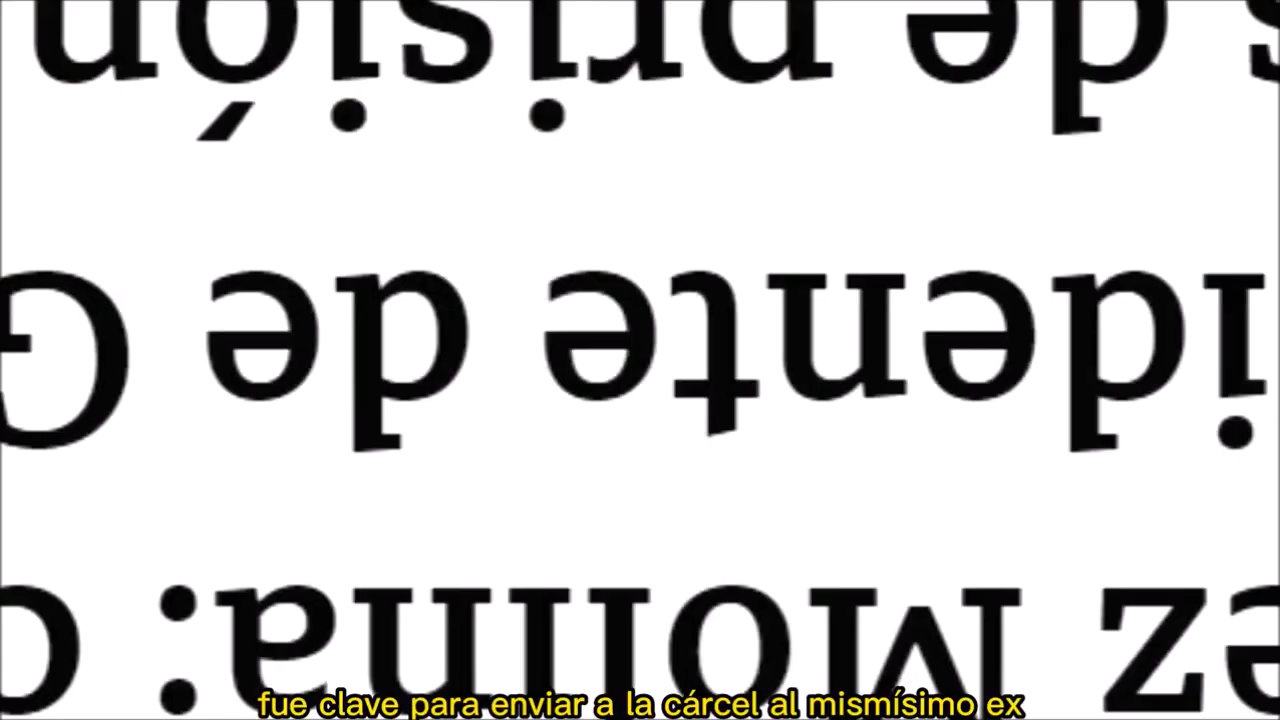 ez Molina:
idente de G
s de prisión
fue clave para enviar a la cárcel al mismísimo ex